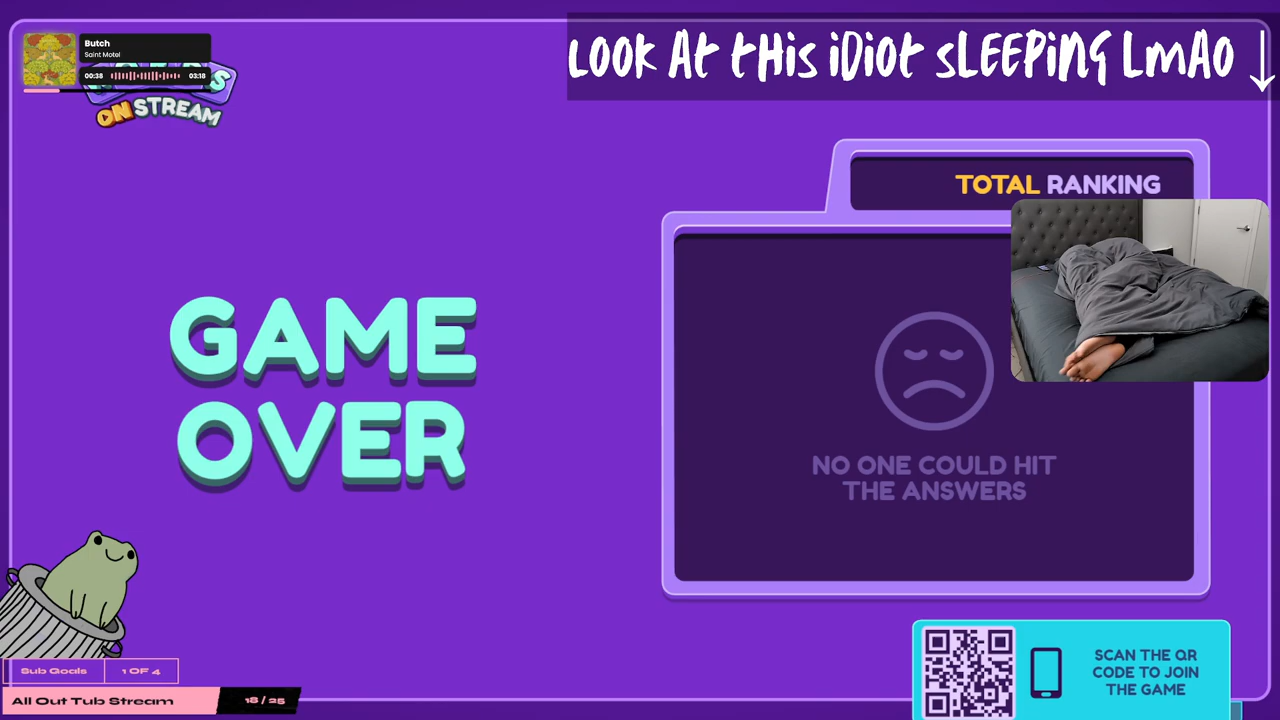 Butch
Saint Motel
00:38
03:18
ON STREAM
LOOK At tHis iDiOt sLEEPiNG LmAO ↓
TOTAL RANKING
GAME
OVER
NO ONE COULD HIT
THE ANSWERS
Sub Goals
1 OF 4
All Out Tub Stream
18 / 25
SCAN THE QR
CODE TO JOIN
THE GAME